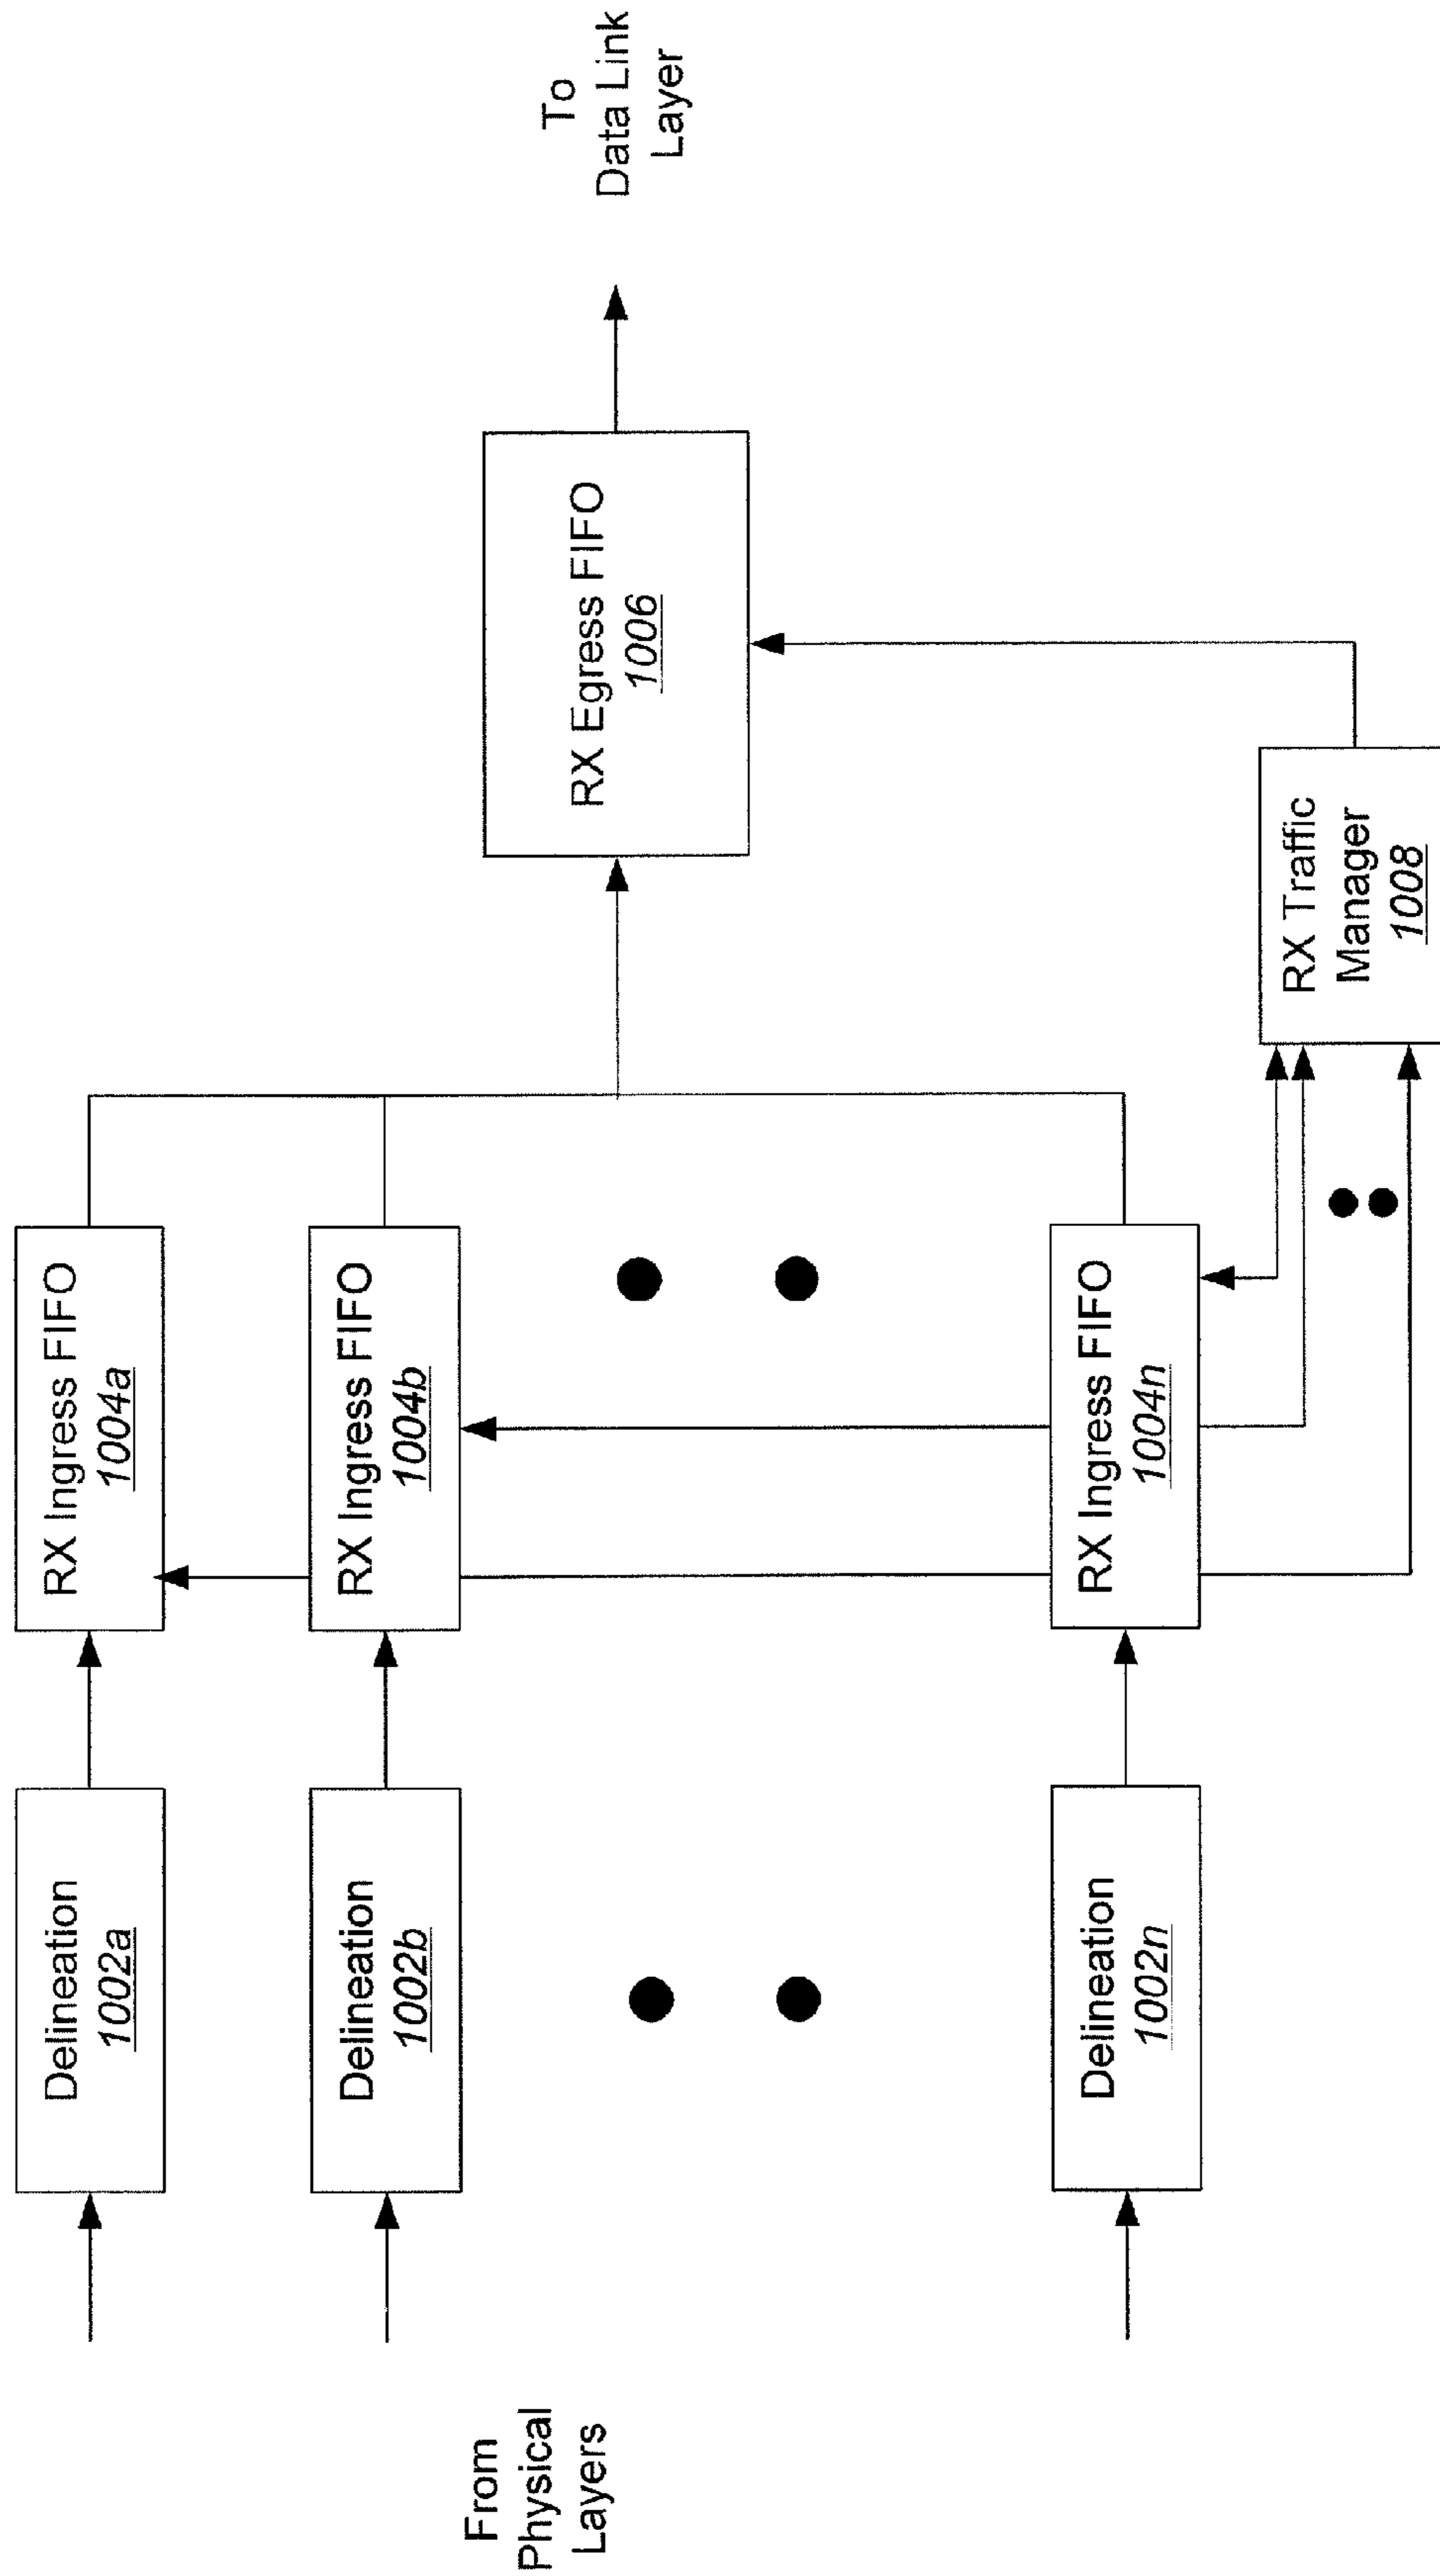 From
Physical
Layers
Delineation
1002a
Delineation
1002b
Delineation
1002n
RX Ingress FIFO
1004a
RX Ingress FIFO
1004b
RX Ingress FIFO
1004n
RX Egress FIFO
1006
RX Traffic
Manager
1008
To
Data Link
Layer